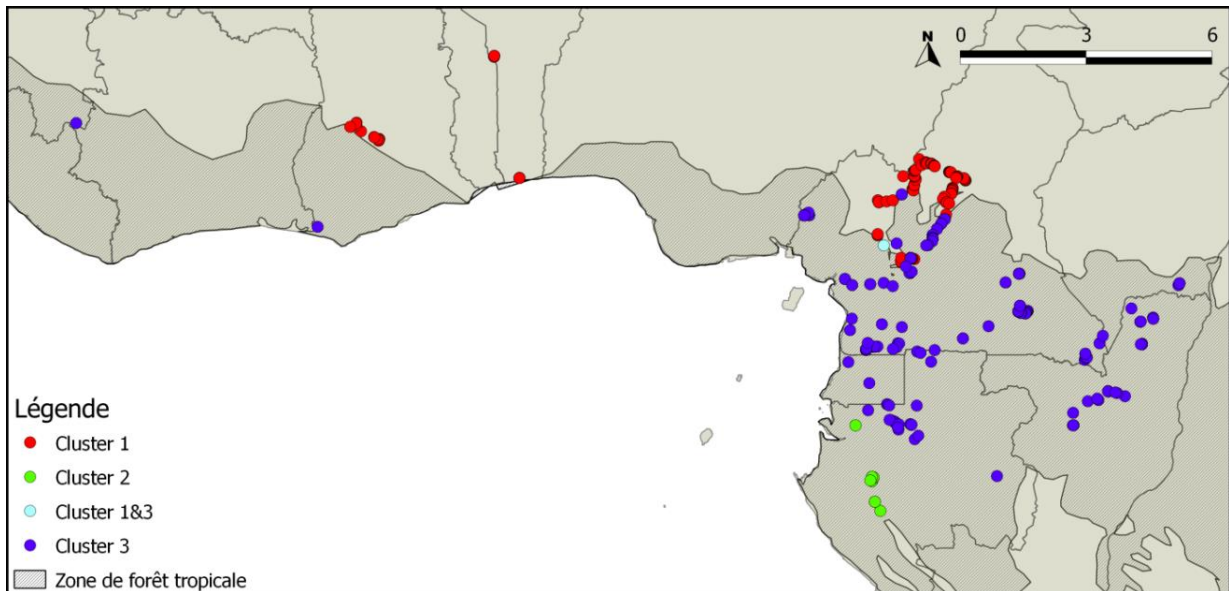 N
0 3 6
Légende
Cluster 1
Cluster 2
Cluster 1&3
Cluster 3
Zone de forêt tropicale